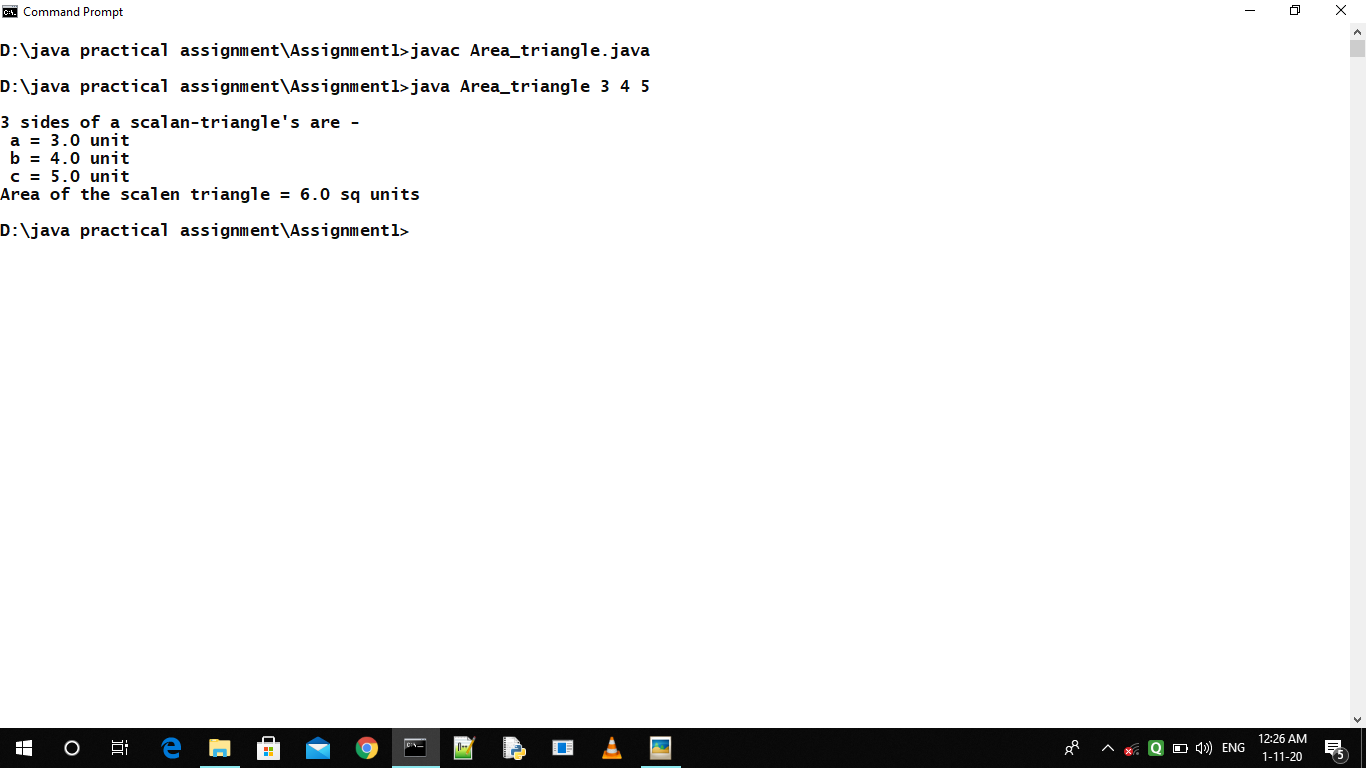 Command Prompt
D:\java practical assignment\Assignment1>javac Area_triangle.java
D:\java practical assignment\Assignment1>java Area_triangle 3 4 5
3 sides of a scalan-triangle's are -
a = 3.0 unit
b = 4.0 unit
c = 5.0 unit
Area of the scalen triangle = 6.0 sq units
D:\java practical assignment\Assignment1>
ENG
12:26 AM
1-11-20
5